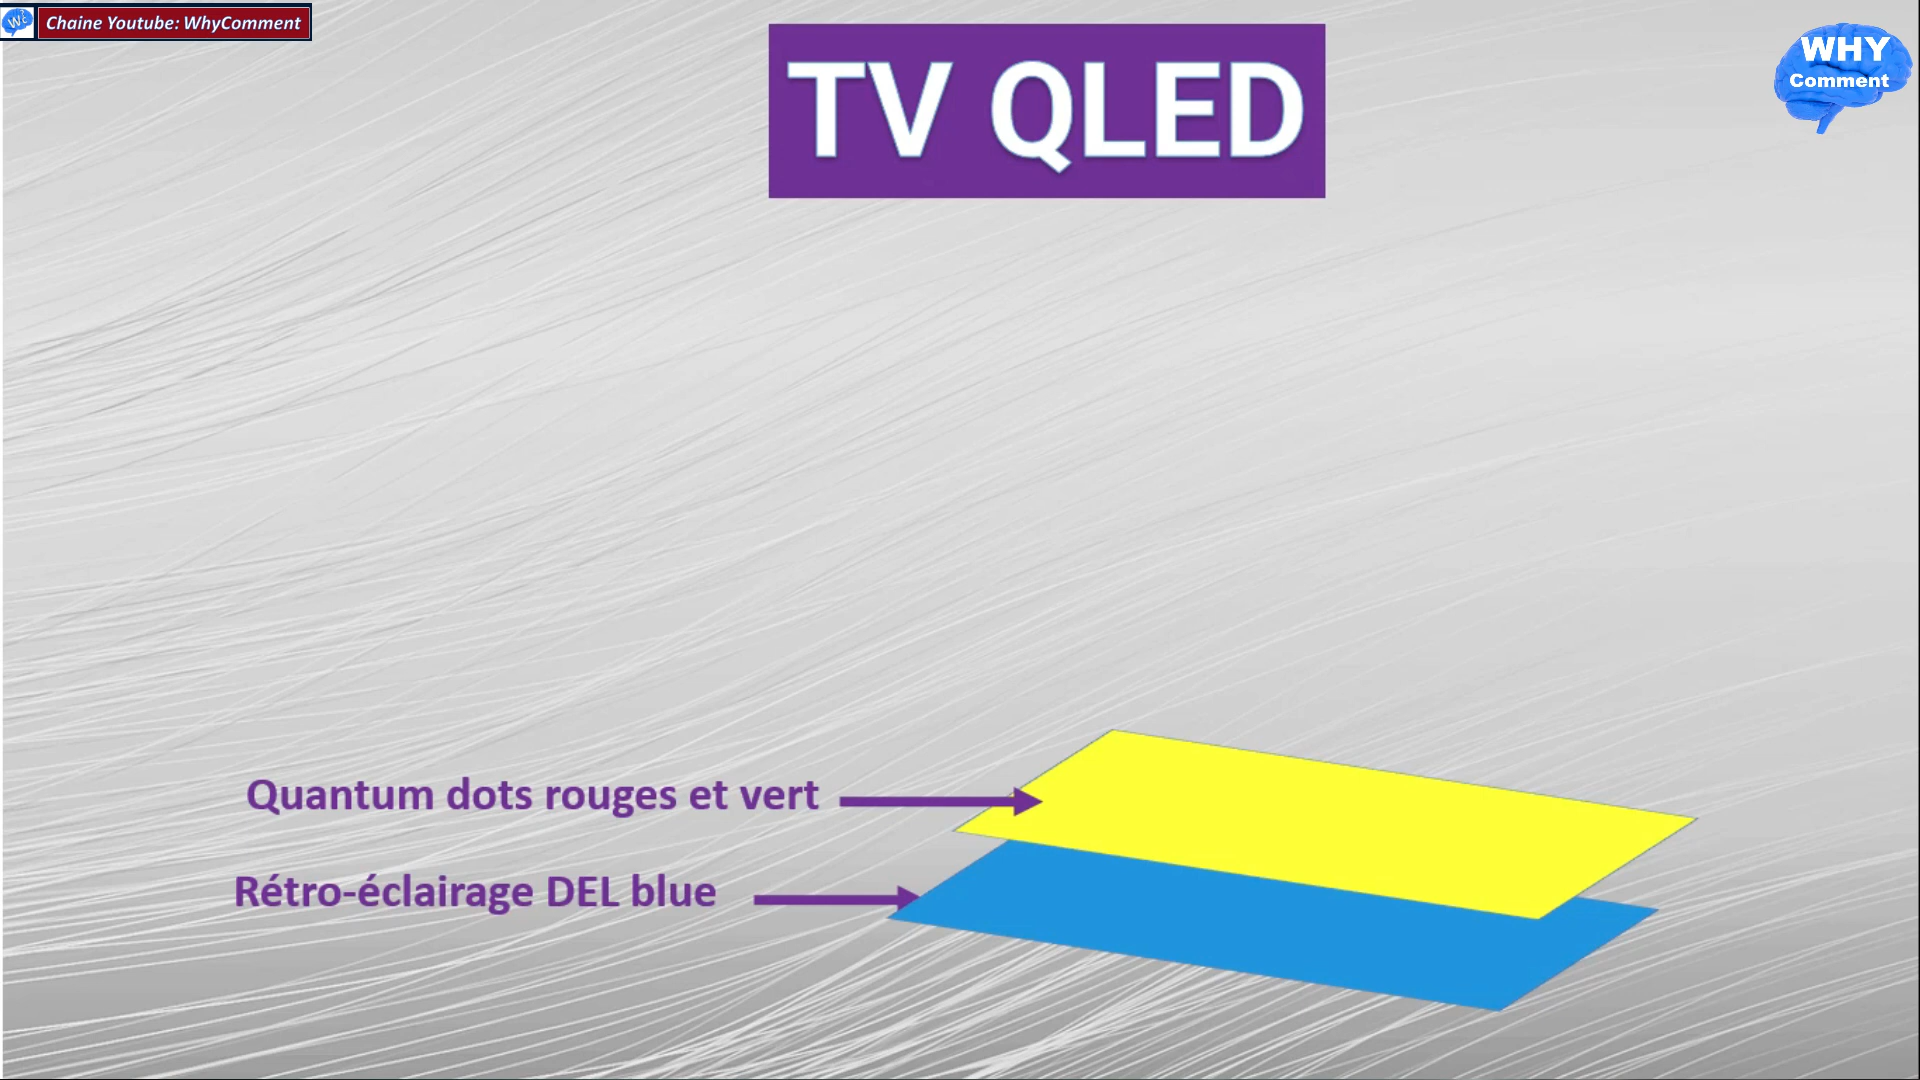 Chaine Youtube: WhyComment
TV QLED
WHY
Comment
Quantum dots rouges et vert
Rétro-éclairage DEL blue